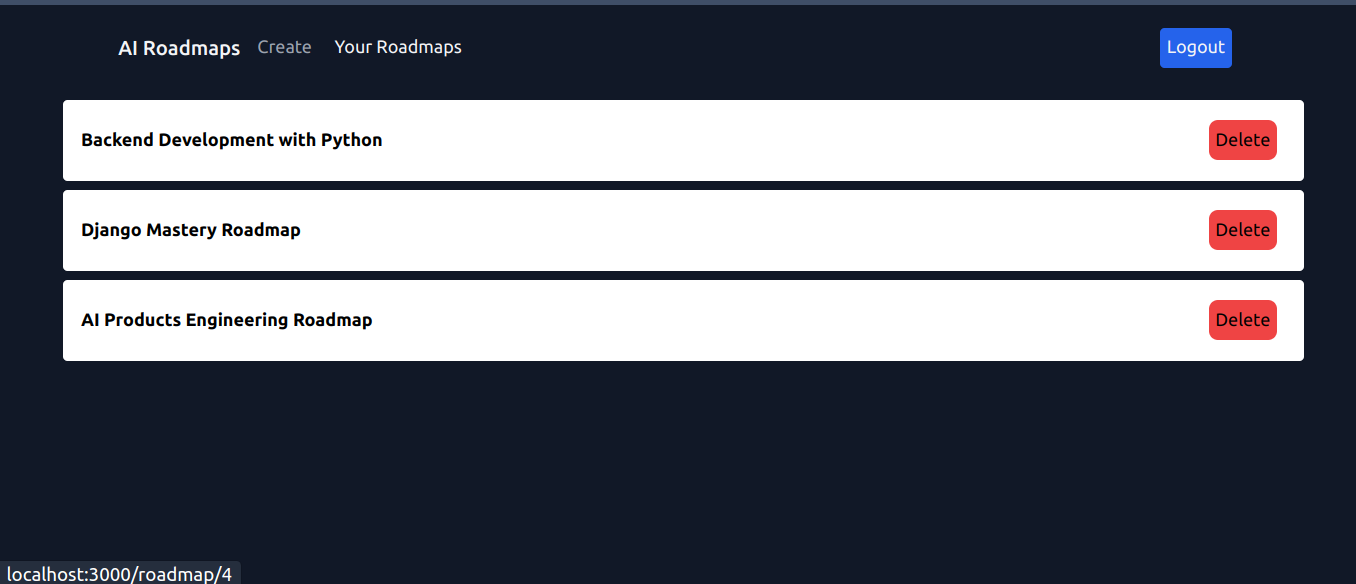 AI Roadmaps Create Your Roadmaps Logout
Backend Development with Python Delete
Django Mastery Roadmap Delete
AI Products Engineering Roadmap Delete
localhost:3000/roadmap/4